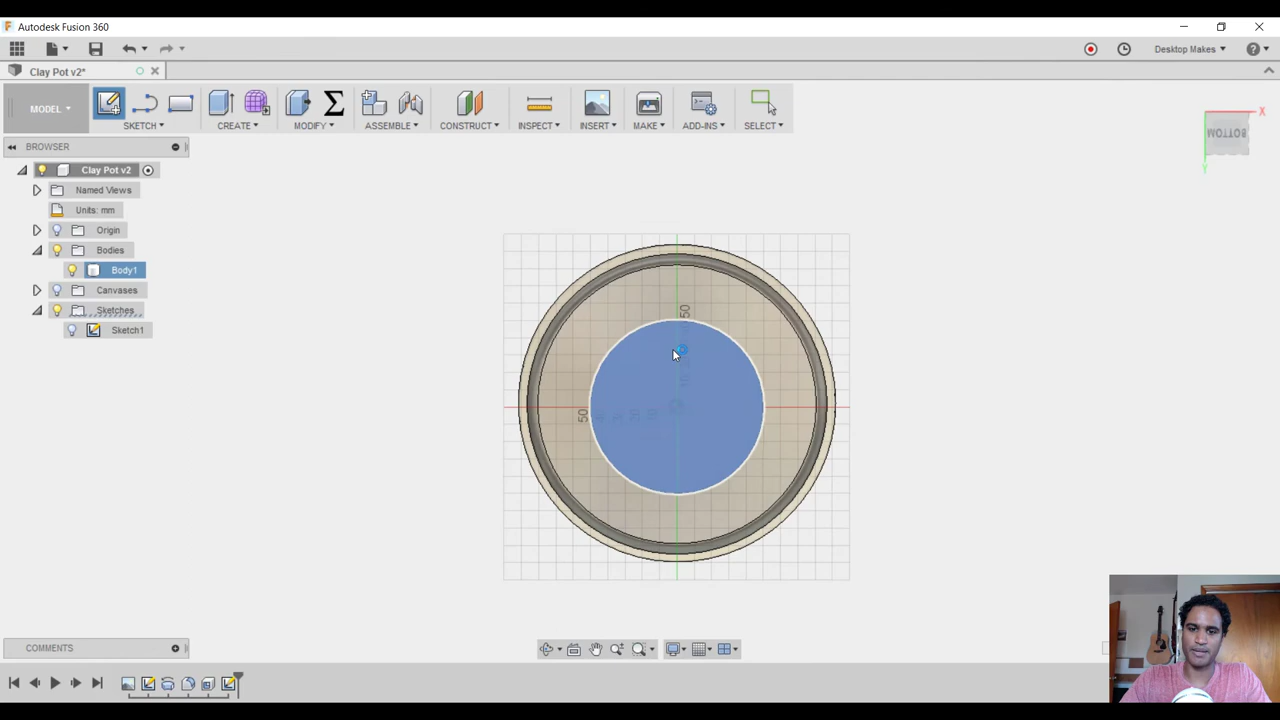 Autodesk Fusion 360
Desktop Makes
Clay Pot v2*
MODEL
SKETCH
CREATE
MODIFY
ASSEMBLE
CONSTRUCT
INSPECT
INSERT
MAKE
ADD-INS
SELECT
X
BOTTOM
Y
BROWSER
Clay Pot v2
Named Views
Units: mm
Origin
Bodies
Body1
Canvases
Sketches
Sketch1
50
50
COMMENTS